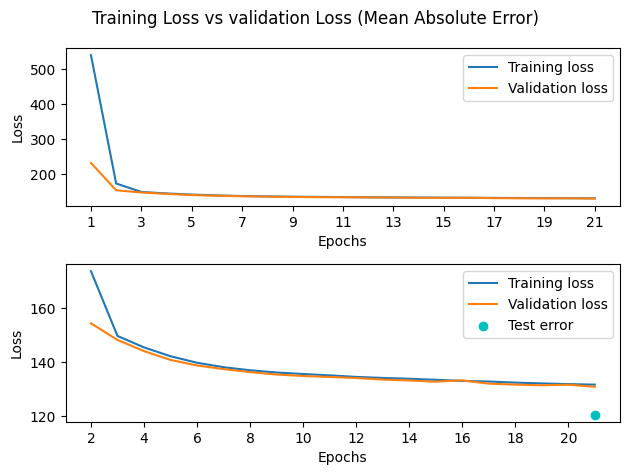 Training Loss vs validation Loss (Mean Absolute Error)
500
400
300
200
Loss
Training loss
Validation loss
1 3 5 7 9 11 13 15 17 19 21
Epochs
160
140
120
Loss
Training loss
Validation loss
Test error
2 4 6 8 10 12 14 16 18 20
Epochs